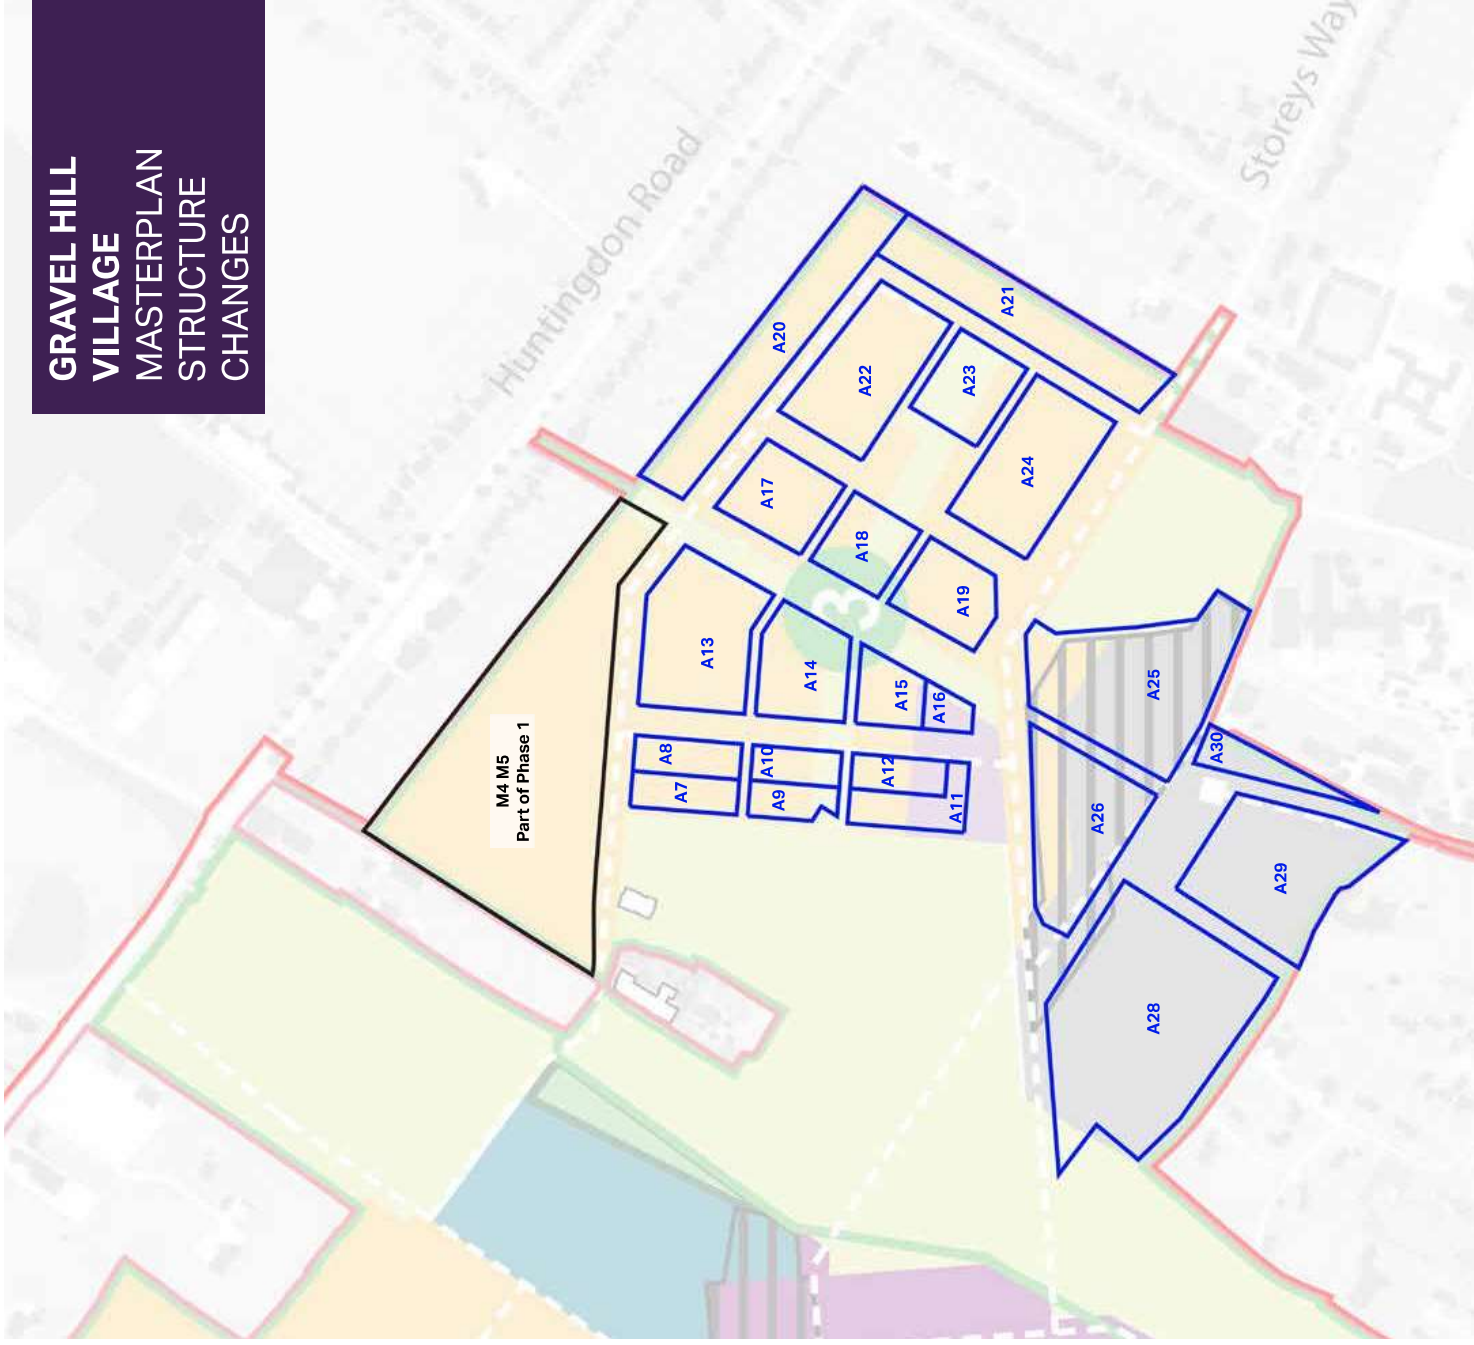 GRAVEL HILL
VILLAGE
MASTERPLAN
STRUCTURE
CHANGES
Huntingdon Road
Storeys Way
M4 M5
Part of Phase 1
A20
A21
A22
A23
A24
A17
A18
A19
3
A13
A14
A15
A16
A8
A7
A10
A9
A12
A11
A25
A26
A30
A29
A28